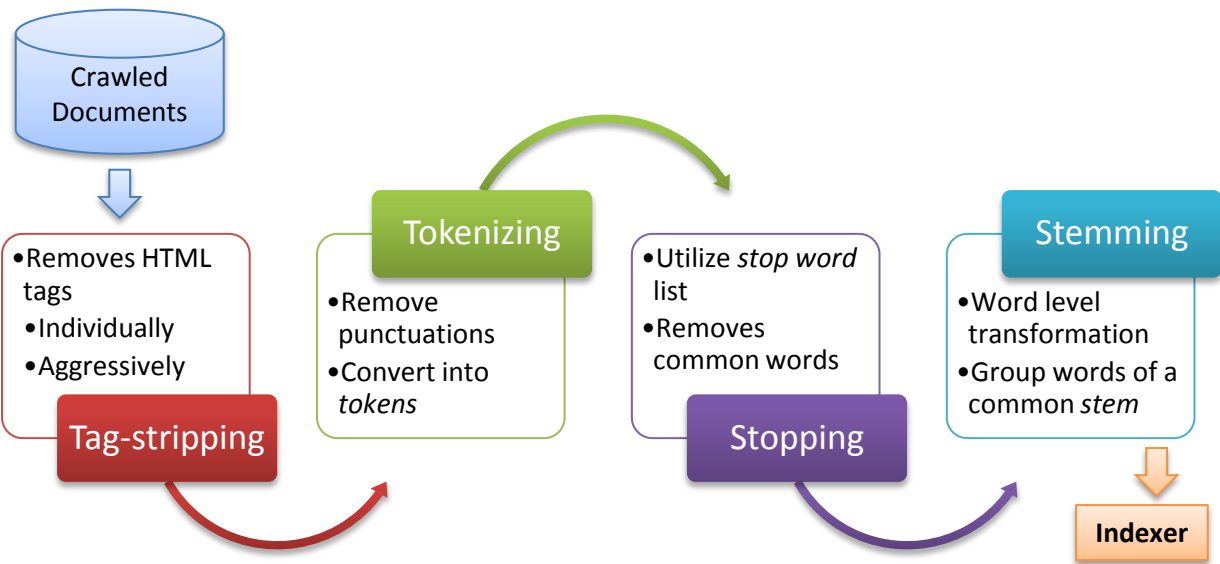 Crawled
Documents
•Removes HTML
tags
•Individually
•Aggressively
Tag-stripping
Tokenizing
•Remove
punctuations
•Convert into
tokens
•Utilize stop word
list
•Removes
common words
Stopping
Stemming
•Word level
transformation
•Group words of a
common stem
Indexer